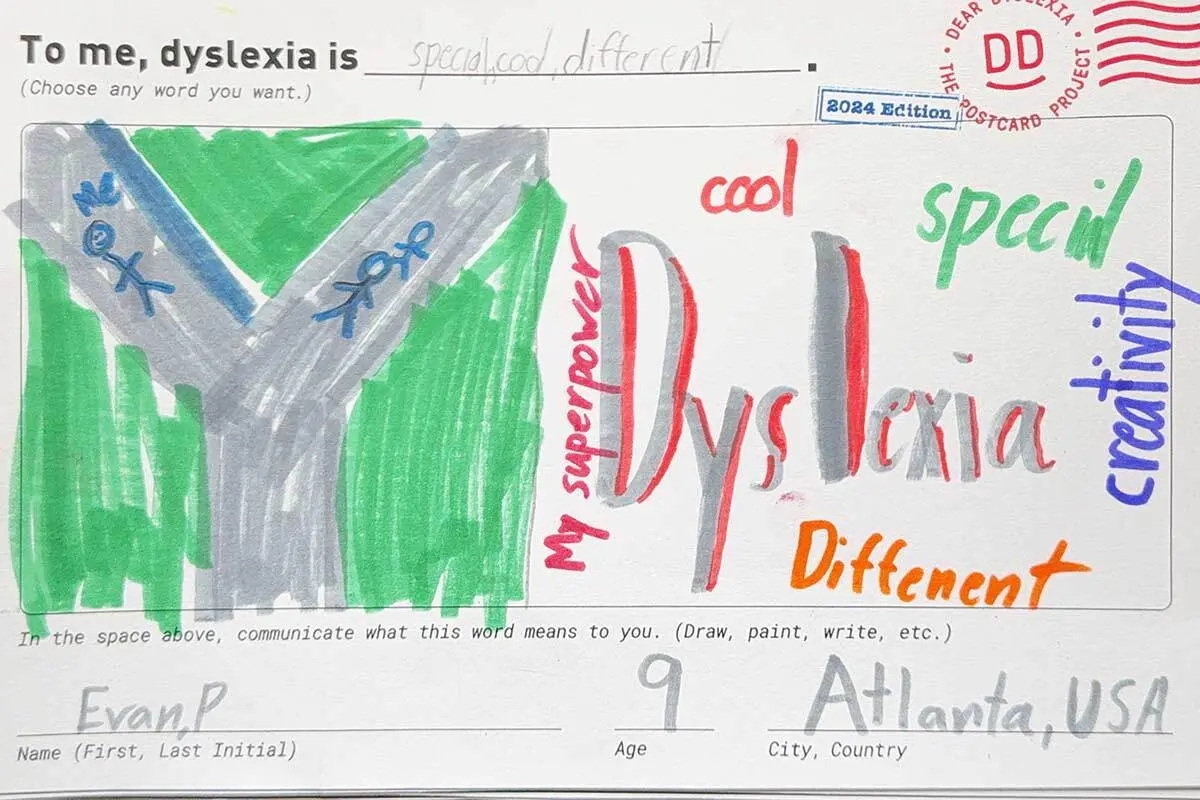 To me, dyslexia is special,cool,different.
(Choose any word you want.)
DEAR DYSLEXIA • THE POSTCARD PROJECT •
DD
2024 Edition
Me
cool
specil
My superpower
Dyslexia
creativity
Diffenent
In the space above, communicate what this word means to you. (Draw, paint, write, etc.)
Evan,P
9
Atlanta, USA
Name (First, Last Initial)
Age
City, Country